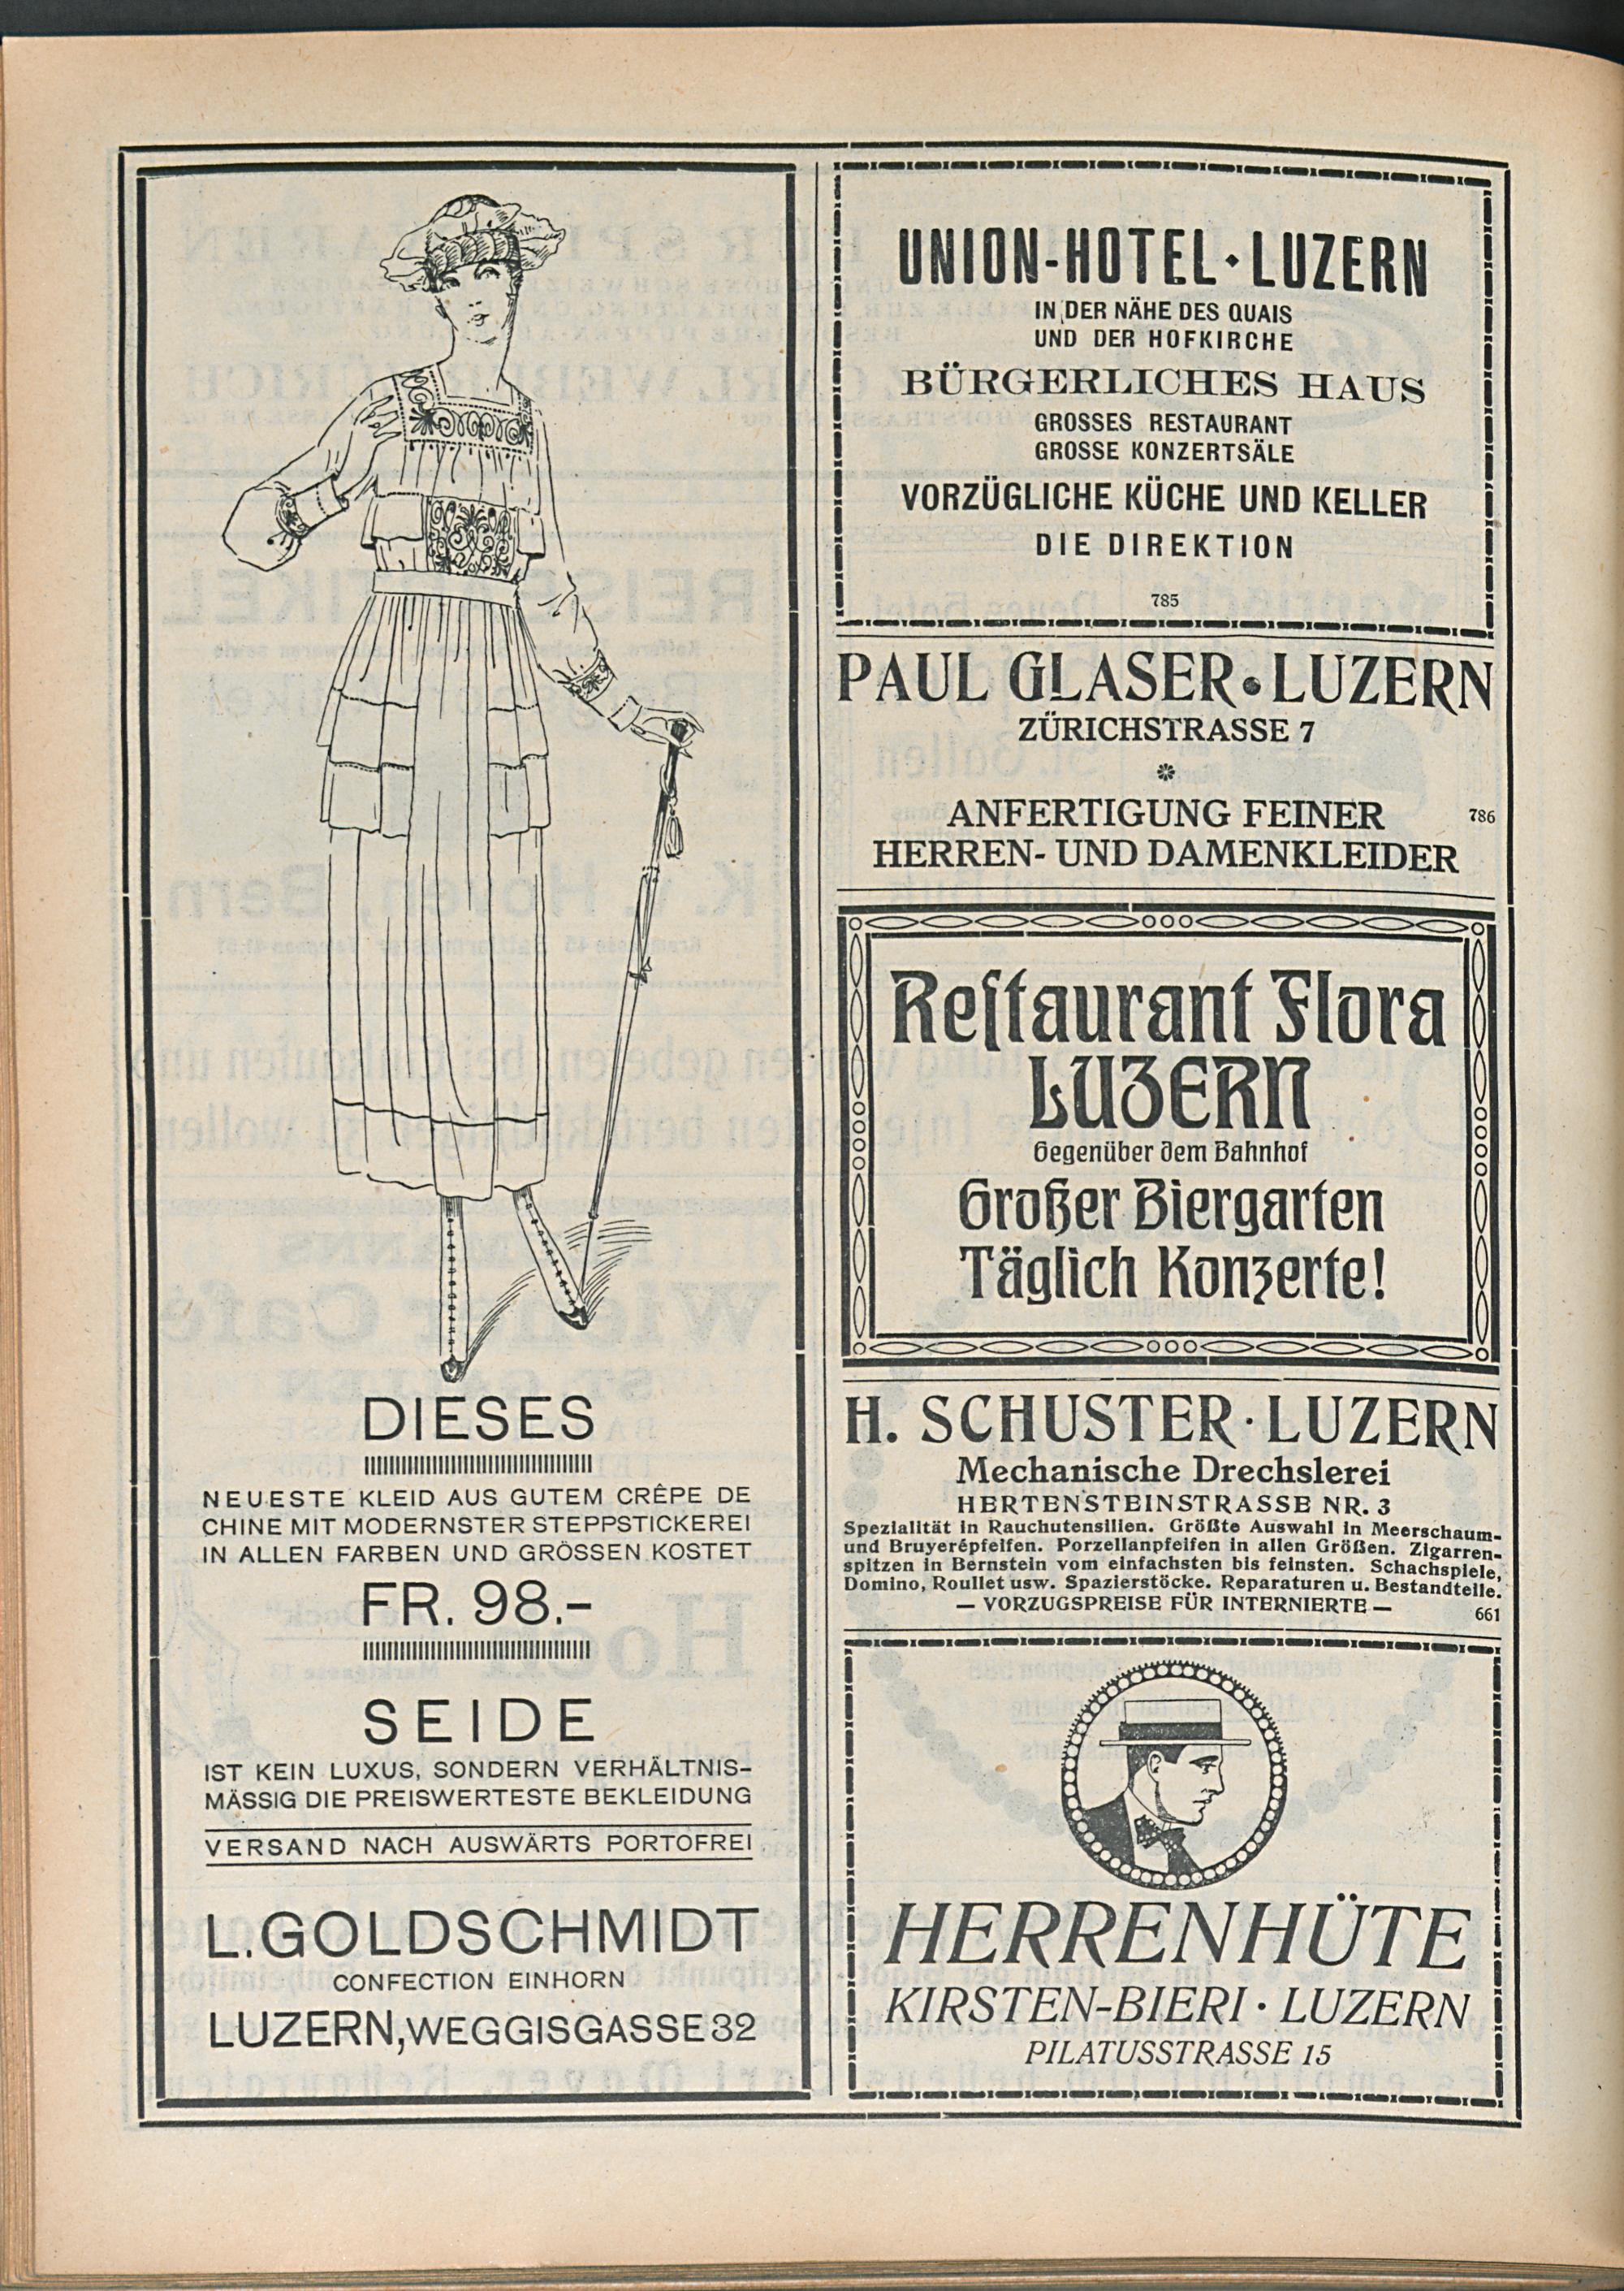 DIESES
NEUESTE KLEID AUS GUTEM CRÊPE DE
CHINE MIT MODERNSTER STEPPSTICKEREI
IN ALLEN FARBEN UND GRÖSSEN KOSTET
FR. 98.–
SEIDE
IST KEIN LUXUS, SONDERN VERHÄLTNIS-
MÄSSIG DIE PREISWERTESTE BEKLEIDUNG
VERSAND NACH AUSWÄRTS PORTOFREI
L. GOLDSCHMIDT
CONFECTION EINHORN
LUZERN, WEGGISGASSE 32
UNION-HOTEL · LUZERN
IN DER NÄHE DES QUAIS
UND DER HOFKIRCHE
BÜRGERLICHES HAUS
GROSSES RESTAURANT
GROSSE KONZERTSÄLE
VORZÜGLICHE KÜCHE UND KELLER
DIE DIREKTION
785
PAUL GLASER • LUZERN
ZÜRICHSTRASSE 7
ANFERTIGUNG FEINER
HERREN- UND DAMENKLEIDER
786
Reſtaurant Flora
LUZERN
Gegenüber dem Bahnhof
Großer Biergarten
Täglich Konzerte!
H. SCHUSTER · LUZERN
Mechanische Drechslerei
HERTENSTEINSTRASSE NR. 3
Spezialität in Rauchutensilien. Größte Auswahl in Meerschaum-
und Bruyerépfeifen. Porzellanpfeifen in allen Größen. Zigarren-
spitzen in Bernstein vom einfachsten bis feinsten. Schachspiele,
Domino, Roullet usw. Spazierstöcke. Reparaturen u. Bestandteile.
— VORZUGSPREISE FÜR INTERNIERTE —
661
HERRENHÜTE
KIRSTEN-BIERI · LUZERN
PILATUSSTRASSE 15